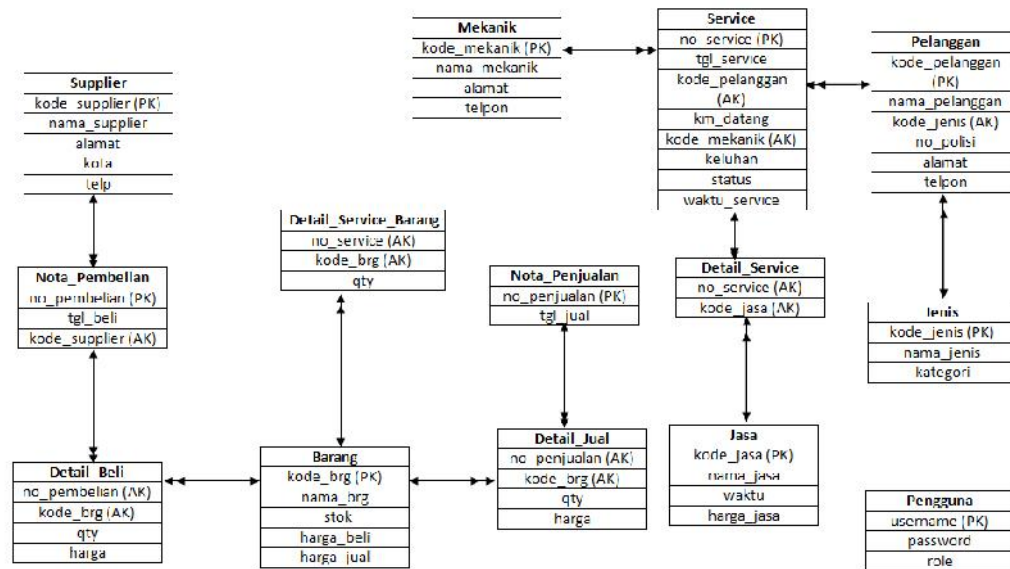 Mekanik
kode_mekanik (PK)
nama_mekanik
alamat
telpon
Service
no_service (PK)
tgl_service
kode_pelanggan
(AK)
km_datang
kode_mekanik (AK)
keluhan
status
waktu_service
Pelanggan
kode_pelanggan
(PK)
nama_pelanggan
kode_jenis (AK)
no_polisi
alamat
telpon
Supplier
kode_supplier (PK)
nama_supplier
alamat
kota
telp
Detail_Service_Barang
no_service (AK)
kode_brg (AK)
qty
Nota_Pembelian
no_pembelian (PK)
tgl_beli
kode_supplier (AK)
Nota_Penjualan
no_penjualan (PK)
tgl_jual
Detail_Service
no_service (AK)
kode_jasa (AK)
Jenis
kode_jenis (PK)
nama_jenis
kategori
Detail_Beli
no_pembelian (AK)
kode_brg (AK)
qty
harga
Barang
kode_brg (PK)
nama_brg
stok
harga_beli
harga_jual
Detail_Jual
no_penjualan (AK)
kode_brg (AK)
qty
harga
Jasa
kode_jasa (PK)
nama_jasa
waktu
harga_jasa
Pengguna
username (PK)
password
role